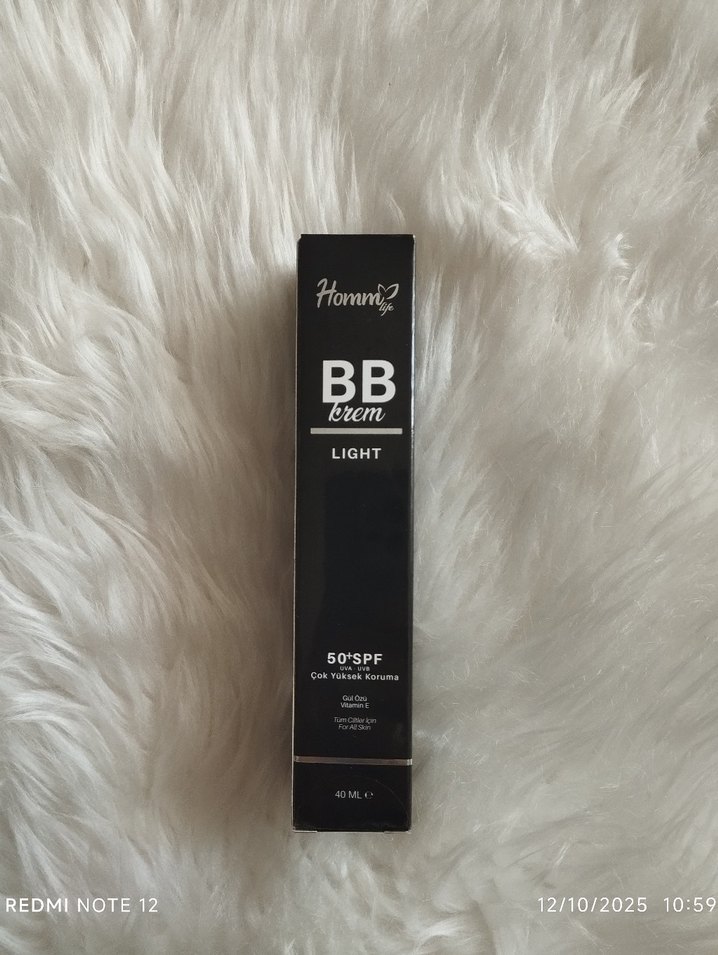 Homm
life
BB
krem
LIGHT
50+SPF
UVA - UVB
Çok Yüksek Koruma
Gül Özü
Vitamin E
Tüm Ciltler İçin
For All Skin
40 ML ℮
REDMI NOTE 12
12/10/2025 10:59